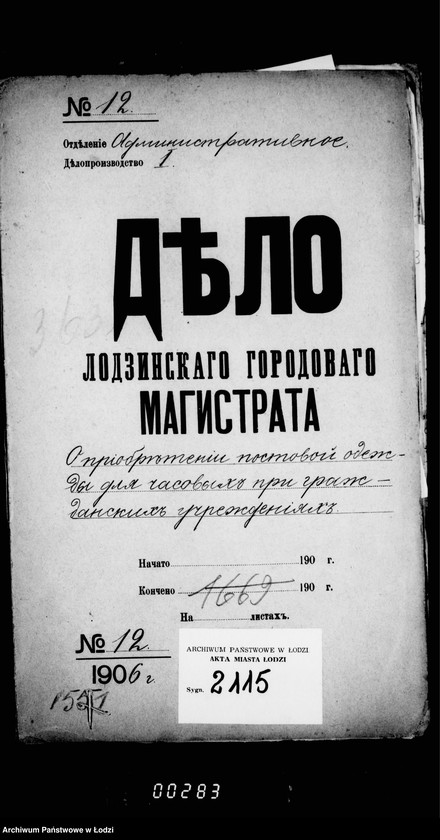 № 12.
Отдѣленіе Административное.
Дѣлопроизводство I.
ДѢЛО
ЛОДЗИНСКАГО ГОРОДОВАГО
МАГИСТРАТА
О пріобрѣтеніи постовой одеж-
ды для часовыхъ при граж-
данскихъ учрежденіяхъ.
Начато 190 г.
Кончено 190 г.
1669
На листахъ.
№ 12.
1906 г.
ARCHIWUM PAŃSTWOWE W ŁODZI
AKTA MIASTA ŁODZI
Sygn. 2115
00283
Archiwum Państwowe w Łodzi